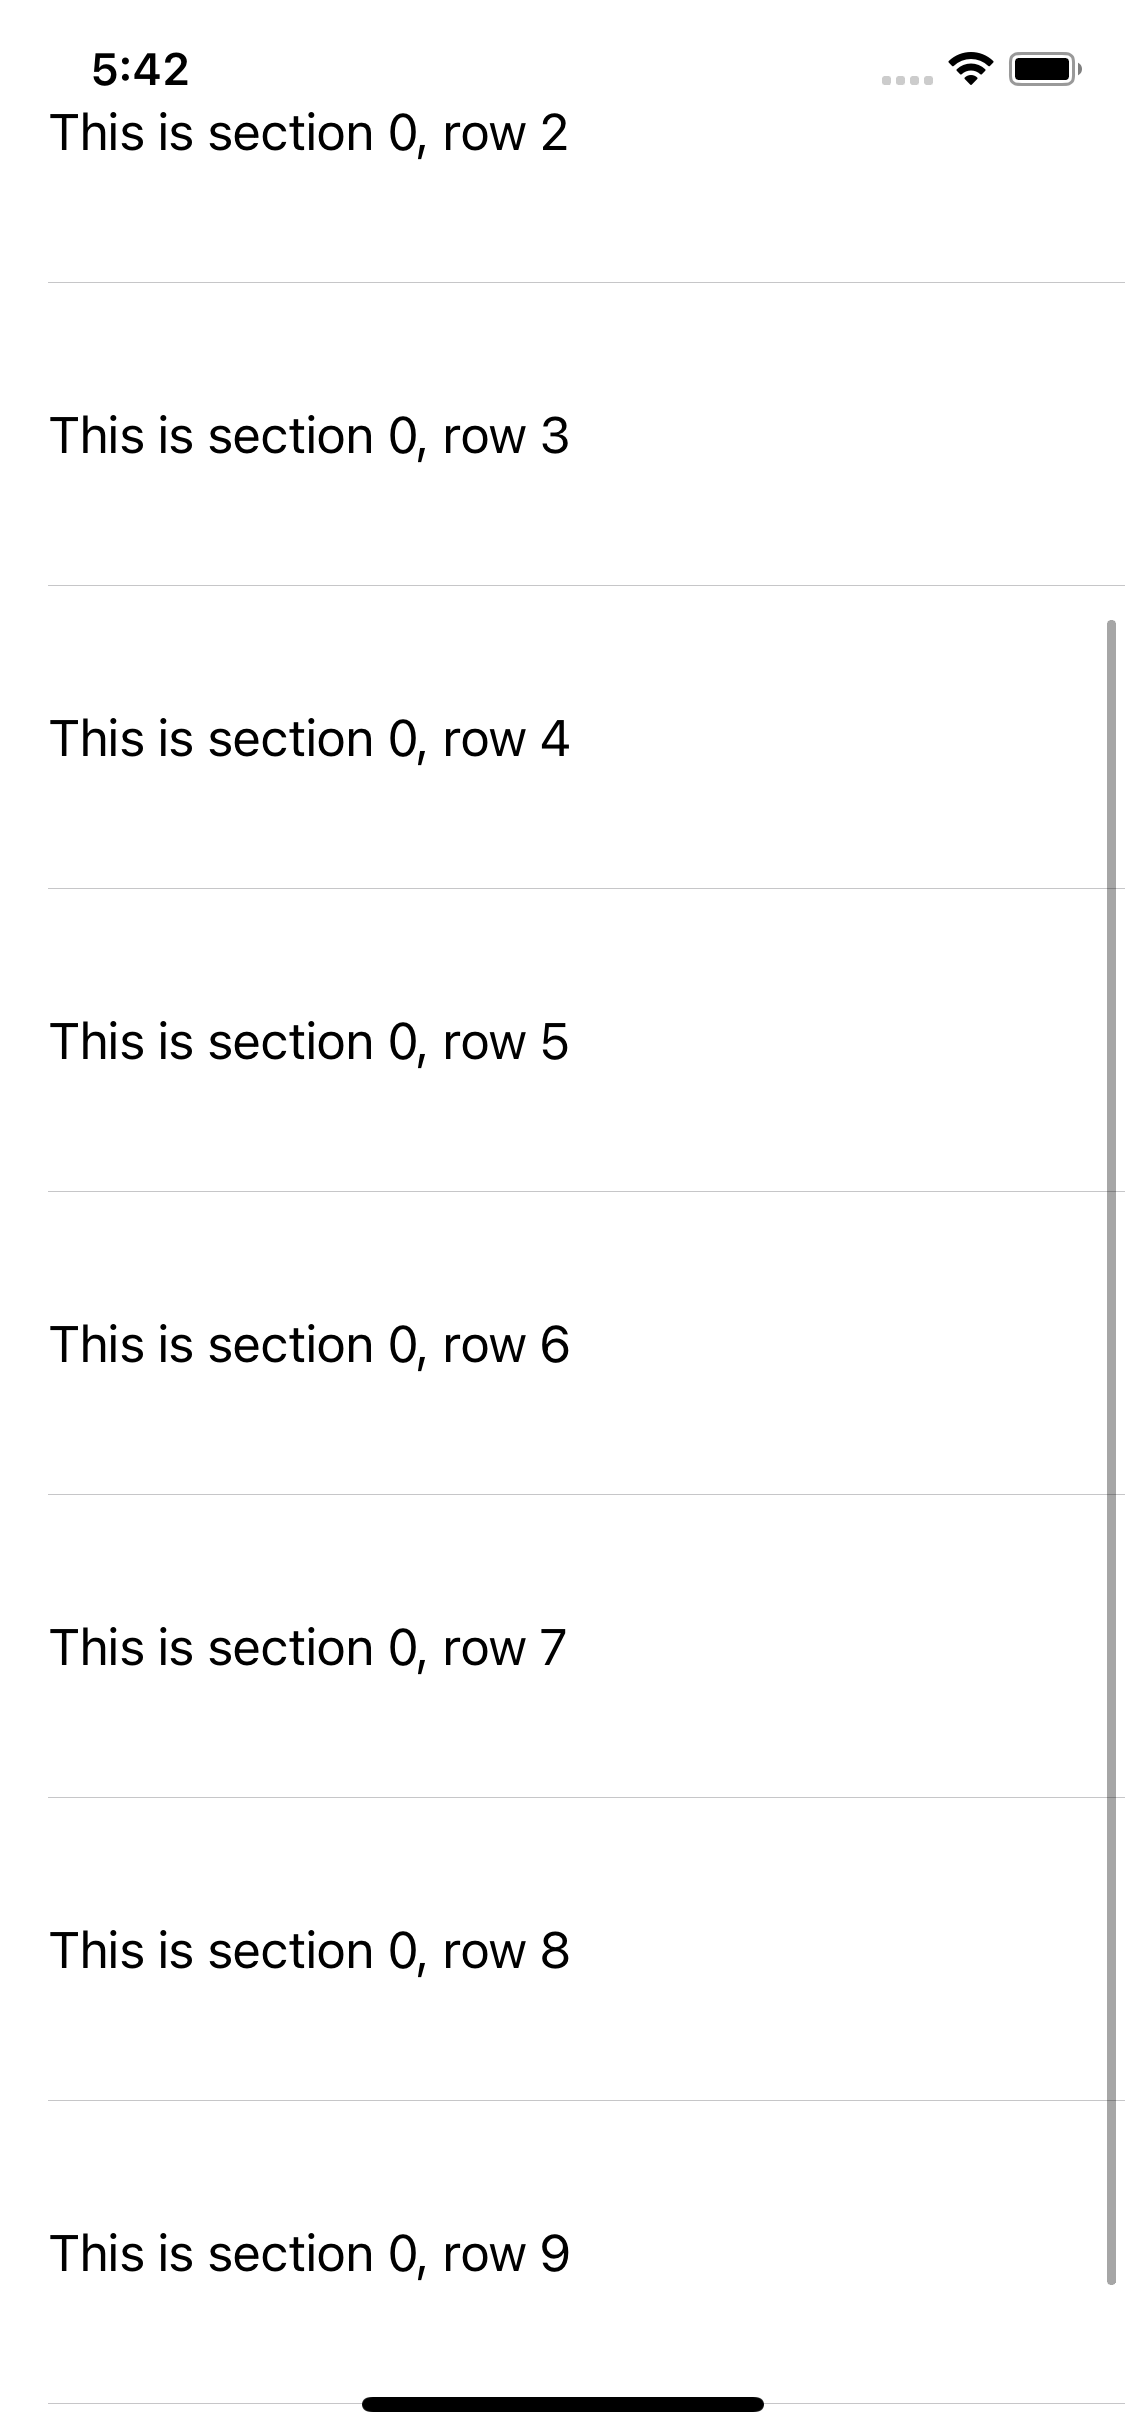 5:42
This is section 0, row 2
This is section 0, row 3
This is section 0, row 4
This is section 0, row 5
This is section 0, row 6
This is section 0, row 7
This is section 0, row 8
This is section 0, row 9